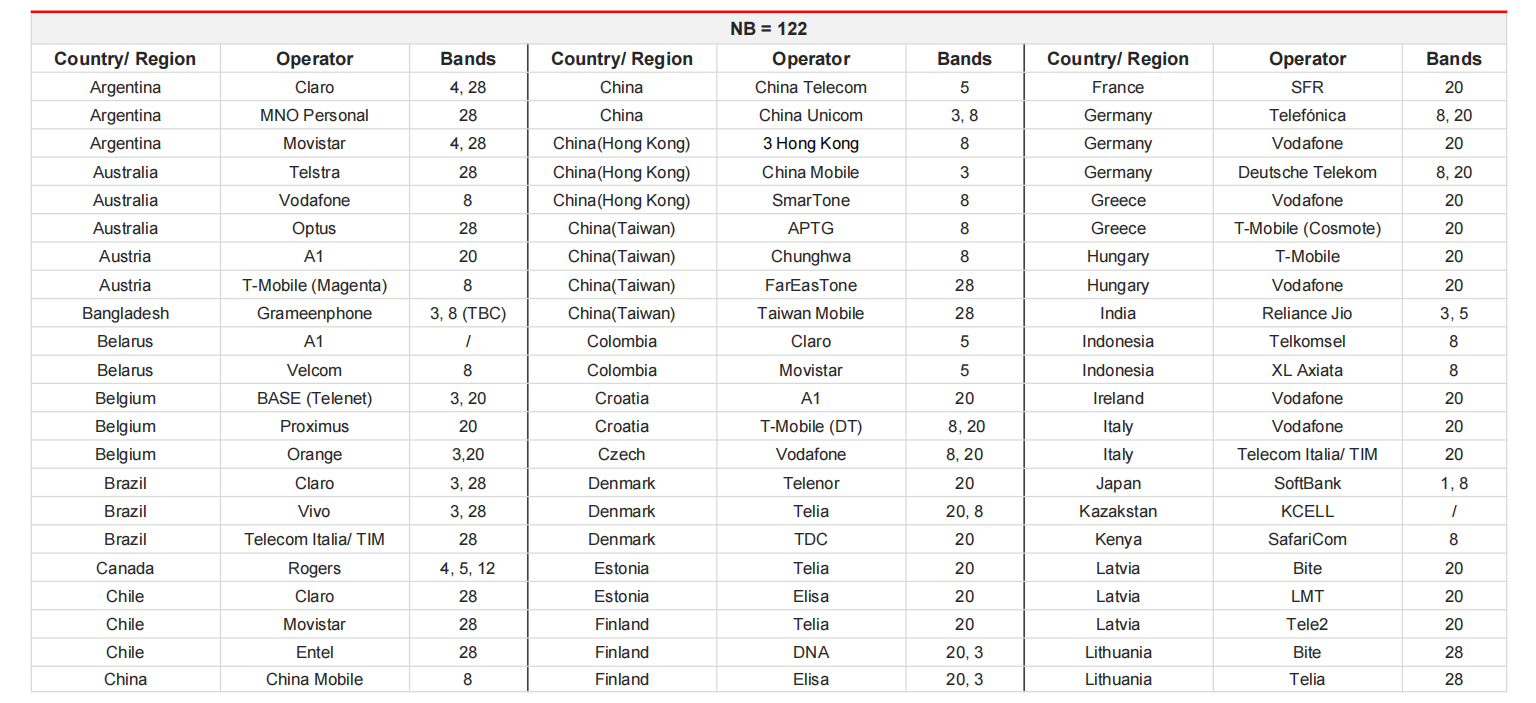 NB = 122
Country/ Region Operator Bands Country/ Region Operator Bands Country/ Region Operator Bands
Argentina Claro 4, 28 China China Telecom 5 France SFR 20
Argentina MNO Personal 28 China China Unicom 3, 8 Germany Telefónica 8, 20
Argentina Movistar 4, 28 China(Hong Kong) 3 Hong Kong 8 Germany Vodafone 20
Australia Telstra 28 China(Hong Kong) China Mobile 3 Germany Deutsche Telekom 8, 20
Australia Vodafone 8 China(Hong Kong) SmarTone 8 Greece Vodafone 20
Australia Optus 28 China(Taiwan) APTG 8 Greece T-Mobile (Cosmote) 20
Austria A1 20 China(Taiwan) Chunghwa 8 Hungary T-Mobile 20
Austria T-Mobile (Magenta) 8 China(Taiwan) FarEasTone 28 Hungary Vodafone 20
Bangladesh Grameenphone 3, 8 (TBC) China(Taiwan) Taiwan Mobile 28 India Reliance Jio 3, 5
Belarus A1 / Colombia Claro 5 Indonesia Telkomsel 8
Belarus Velcom 8 Colombia Movistar 5 Indonesia XL Axiata 8
Belgium BASE (Telenet) 3, 20 Croatia A1 20 Ireland Vodafone 20
Belgium Proximus 20 Croatia T-Mobile (DT) 8, 20 Italy Vodafone 20
Belgium Orange 3,20 Czech Vodafone 8, 20 Italy Telecom Italia/ TIM 20
Brazil Claro 3, 28 Denmark Telenor 20 Japan SoftBank 1, 8
Brazil Vivo 3, 28 Denmark Telia 20, 8 Kazakstan KCELL /
Brazil Telecom Italia/ TIM 28 Denmark TDC 20 Kenya SafariCom 8
Canada Rogers 4, 5, 12 Estonia Telia 20 Latvia Bite 20
Chile Claro 28 Estonia Elisa 20 Latvia LMT 20
Chile Movistar 28 Finland Telia 20 Latvia Tele2 20
Chile Entel 28 Finland DNA 20, 3 Lithuania Bite 28
China China Mobile 8 Finland Elisa 20, 3 Lithuania Telia 28